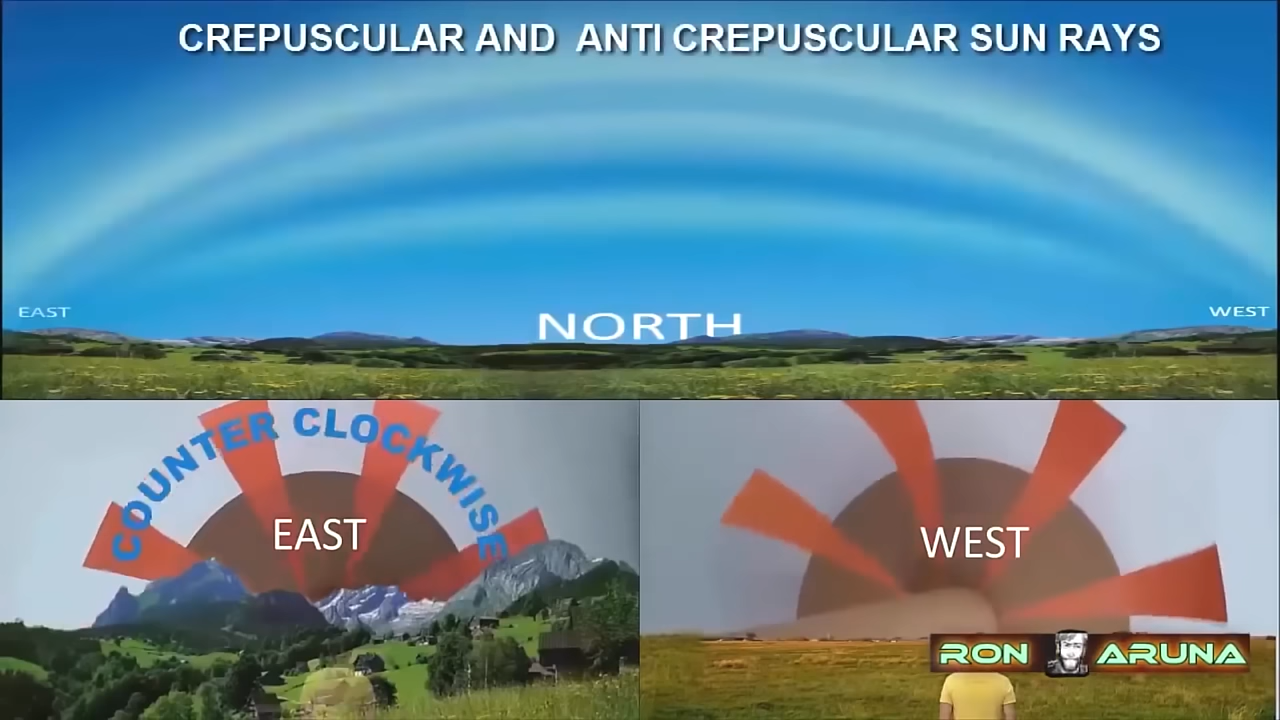 CREPUSCULAR AND ANTI CREPUSCULAR SUN RAYS
EAST
NORTH
WEST
COUNTER CLOCKWISE
EAST
WEST
RON ARUNA